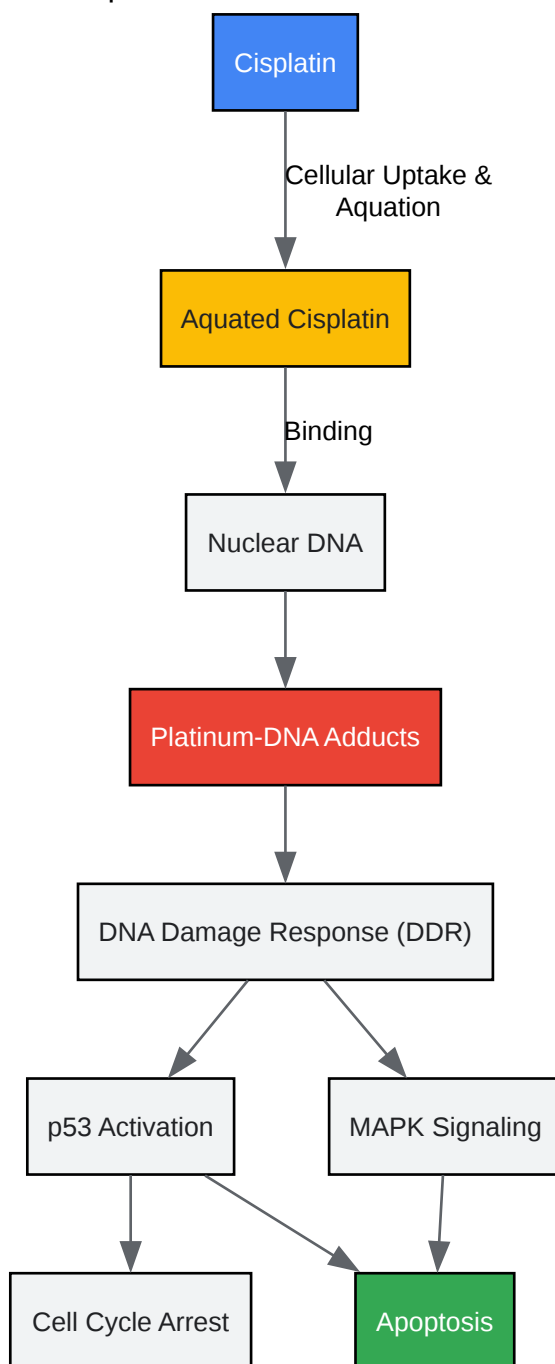 Cisplatin
Cellular Uptake &
Aquation
Aquated Cisplatin
Binding
Nuclear DNA
Platinum-DNA Adducts
DNA Damage Response (DDR)
p53 Activation
MAPK Signaling
Cell Cycle Arrest
Apoptosis